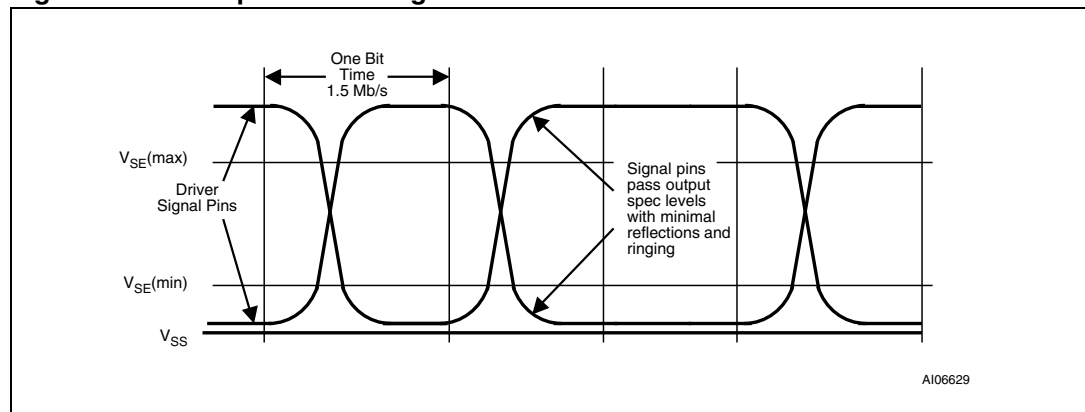 One Bit
Time
1.5 Mb/s
VSE(max)
Driver
Signal Pins
Signal pins
pass output
spec levels
with minimal
reflections and
ringing
VSE(min)
VSS
AI06629